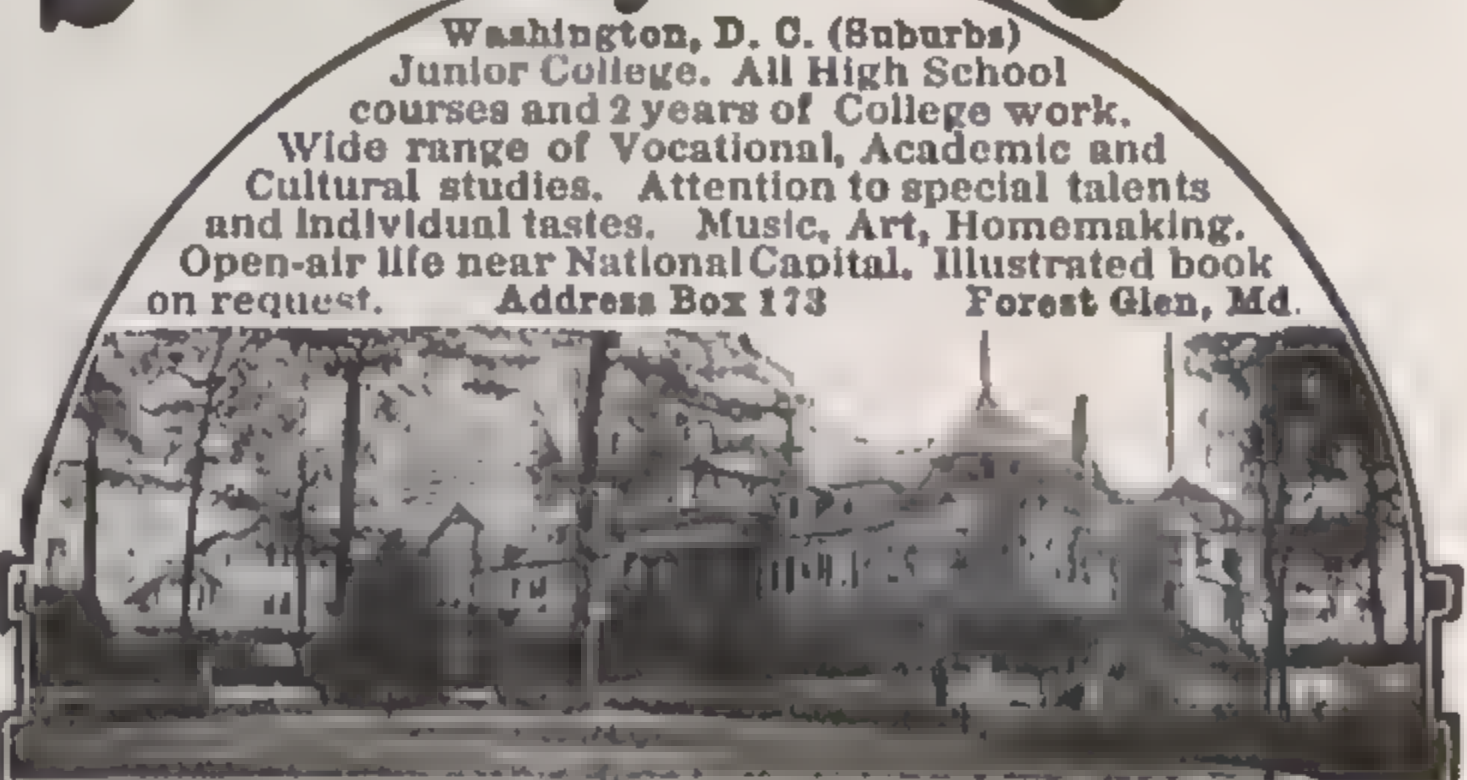 Washington, D. C. (Suburbs)
Junior College. All High School
courses and 2 years of College work.
Wide range of Vocational, Academic and
Cultural studies. Attention to special talents
and individual tastes. Music, Art, Homemaking.
Open-air life near National Capital. Illustrated book
on request. Address Box 173 Forest Glen, Md.